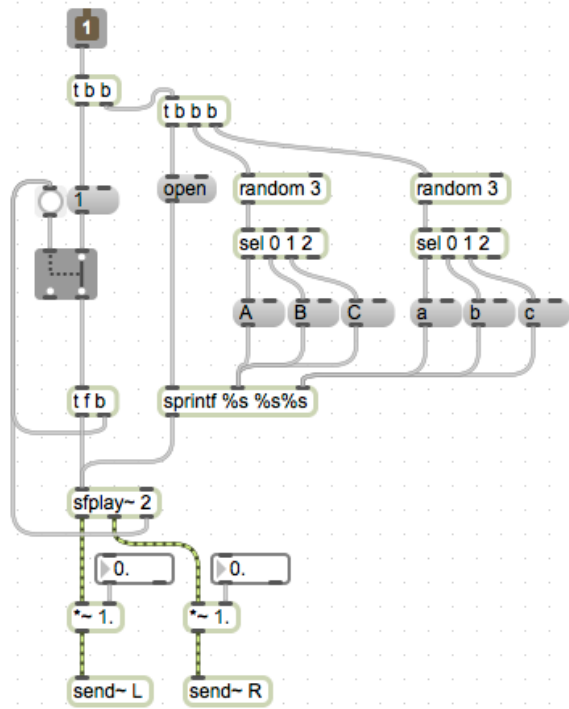 1
t b b
t b b b
1
open
random 3
random 3
sel 0 1 2
sel 0 1 2
A
B
C
a
b
c
t f b
sprintf %s %s%s
sfplay~ 2
0.
0.
*~ 1.
*~ 1.
send~ L
send~ R